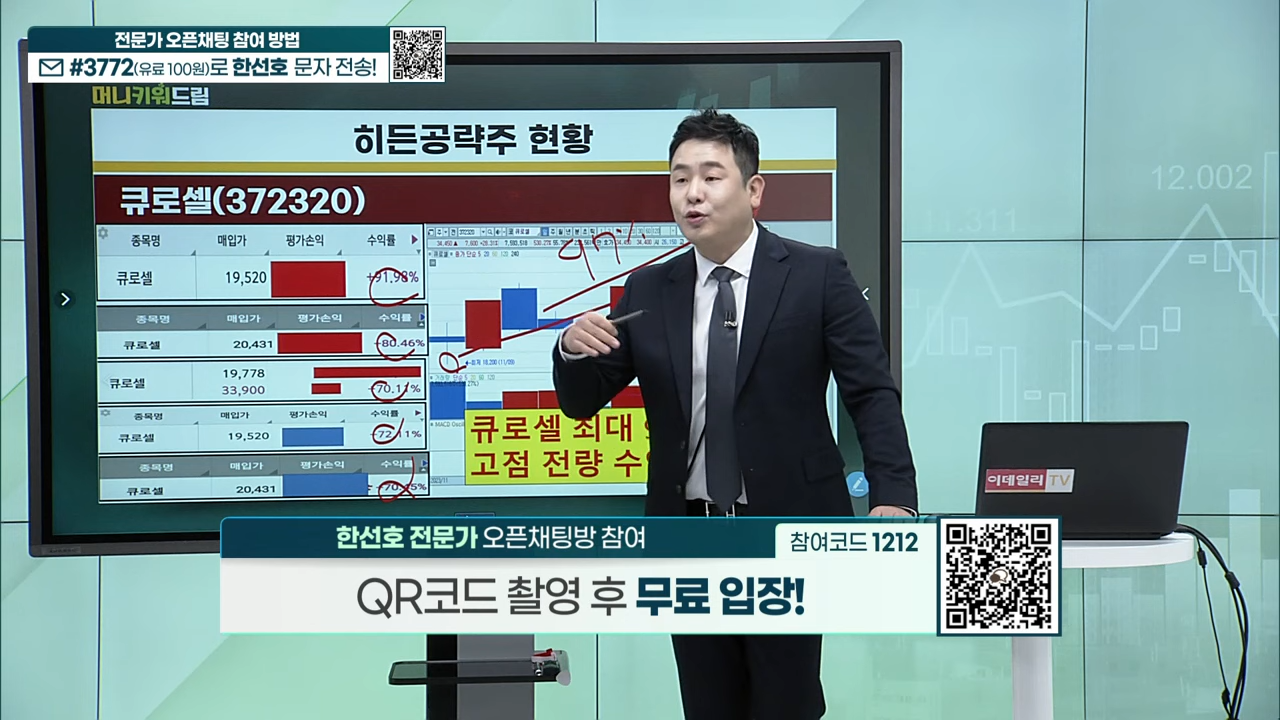 전문가 오픈채팅 참여 방법
#3772(유료 100원)로 한선호 문자 전송!
머니키워드림
히든공략주 현황
큐로셀(372320)
종목명 매입가 평가손익 수익률
큐로셀 19,520 +91.98%
종목명 매입가 평가손익 수익률
큐로셀 20,431 +80.46%
큐로셀 19,778
33,900
종목명 매입가 평가손익 수익률
큐로셀 19,520
종목명 매입가 평가손익 수익률
큐로셀 20,431
97%
큐로셀 최대
고점 전량
12.002
이데일리TV
한선호 전문가 오픈채팅방 참여
참여코드 1212
QR코드 촬영 후 무료 입장!